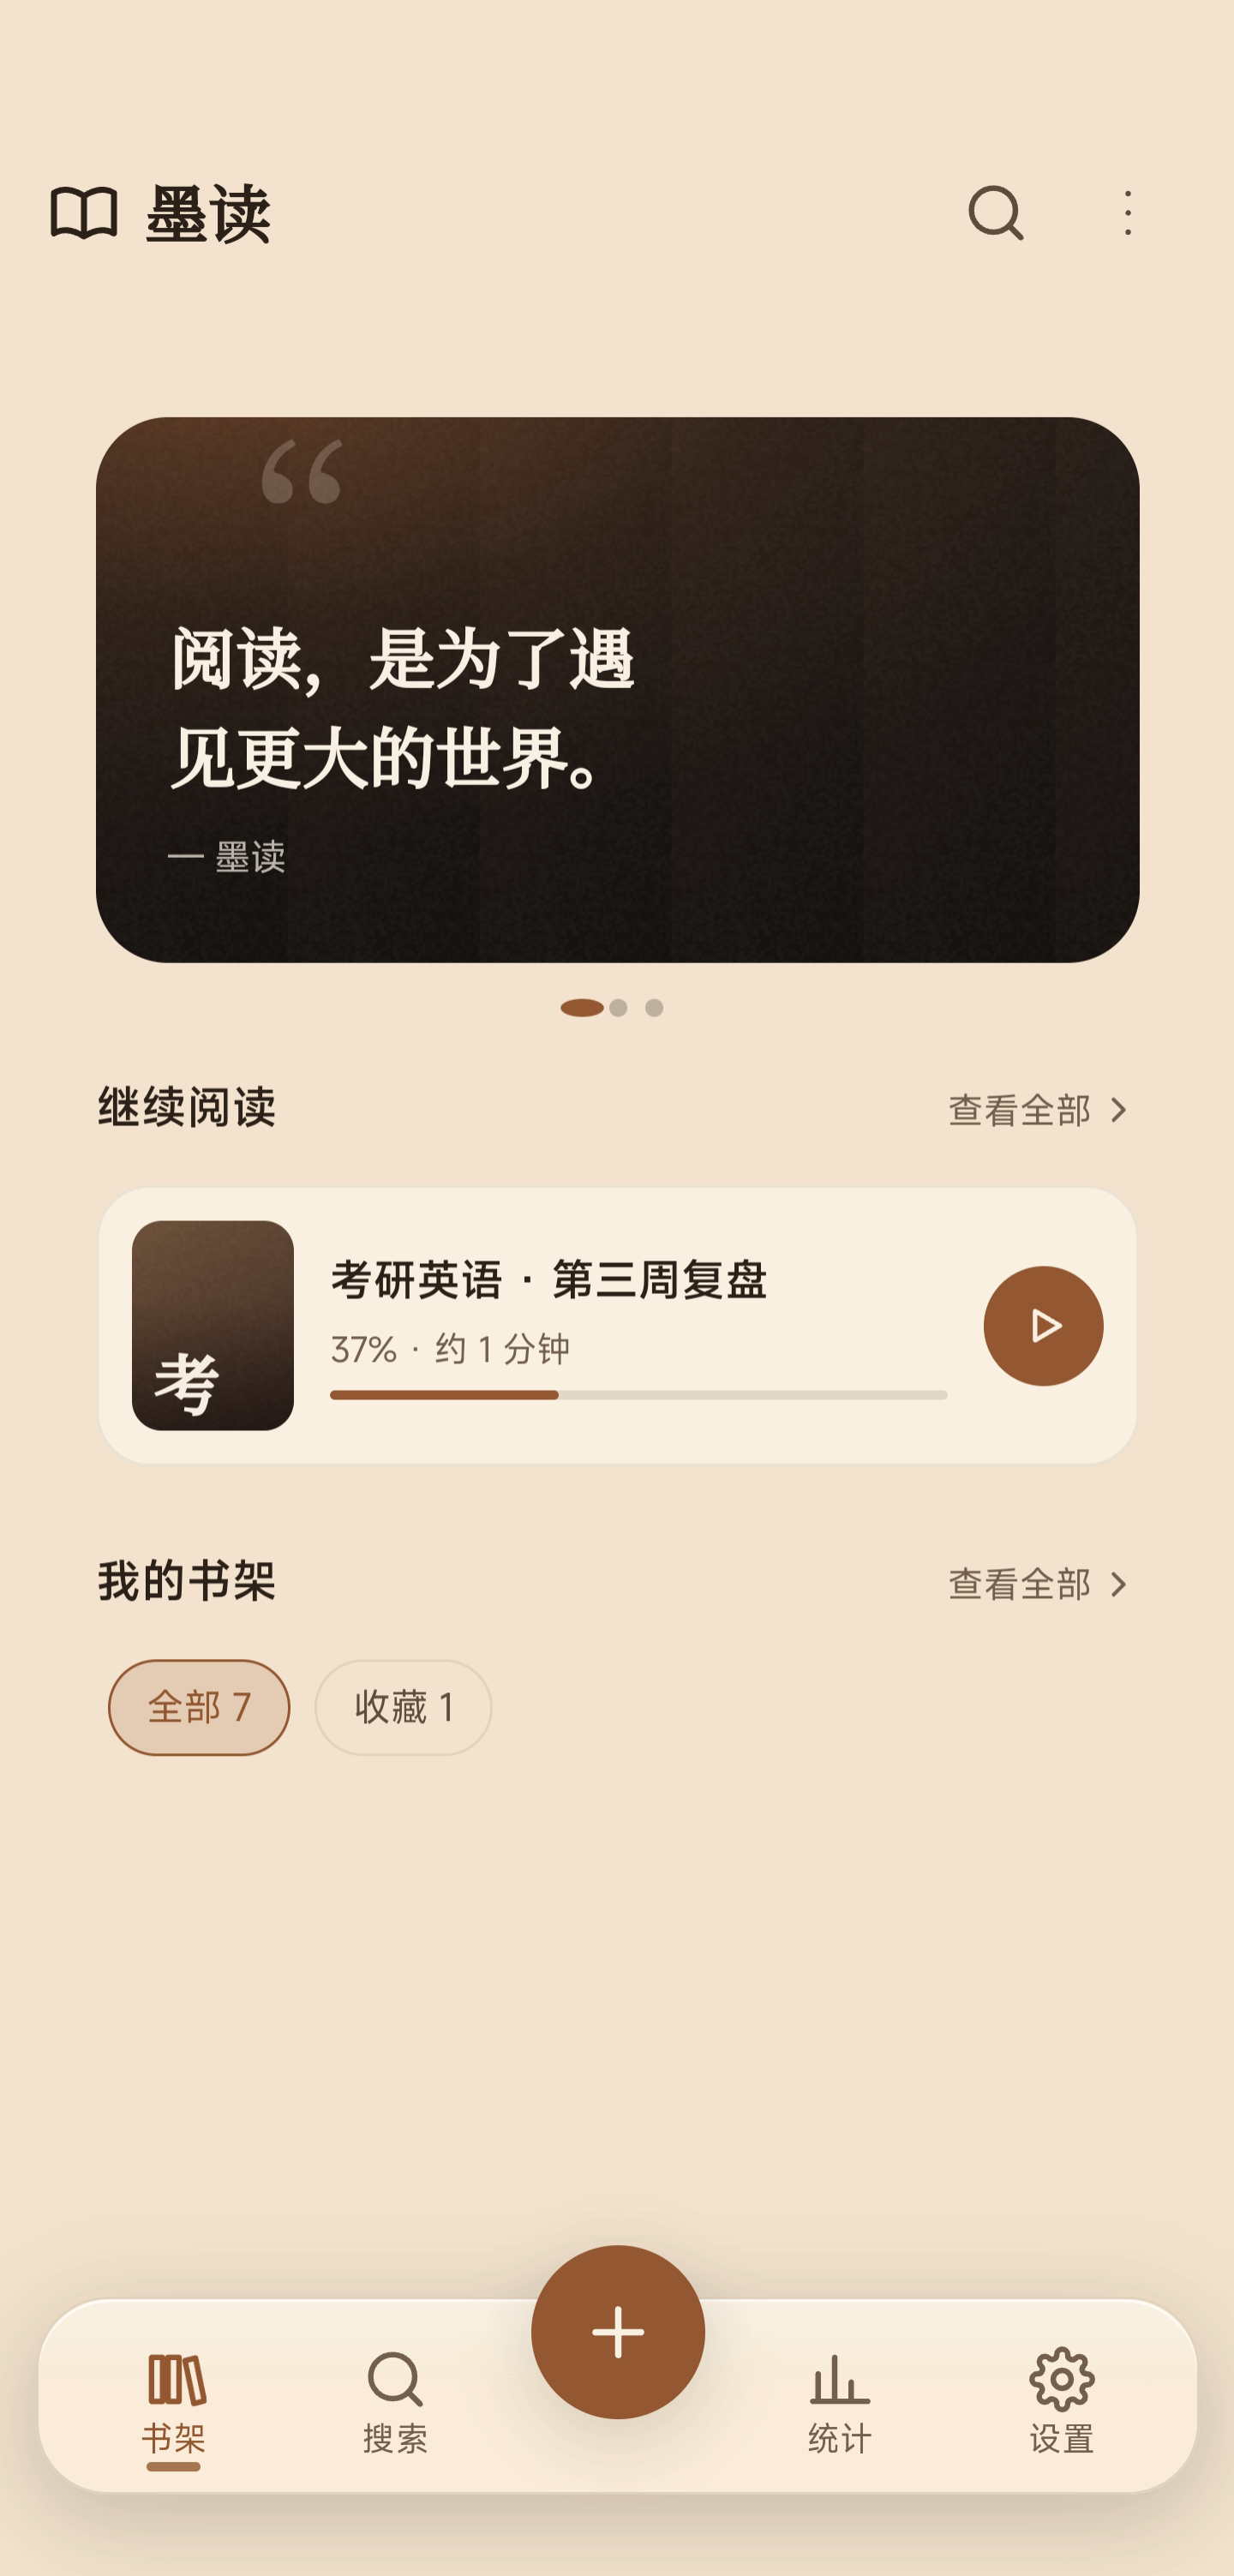 墨读
“
阅读，是为了遇
见更大的世界。
— 墨读
继续阅读
查看全部
考
考研英语 · 第三周复盘
37% · 约 1 分钟
我的书架
查看全部
全部 7
收藏 1
书架
搜索
统计
设置